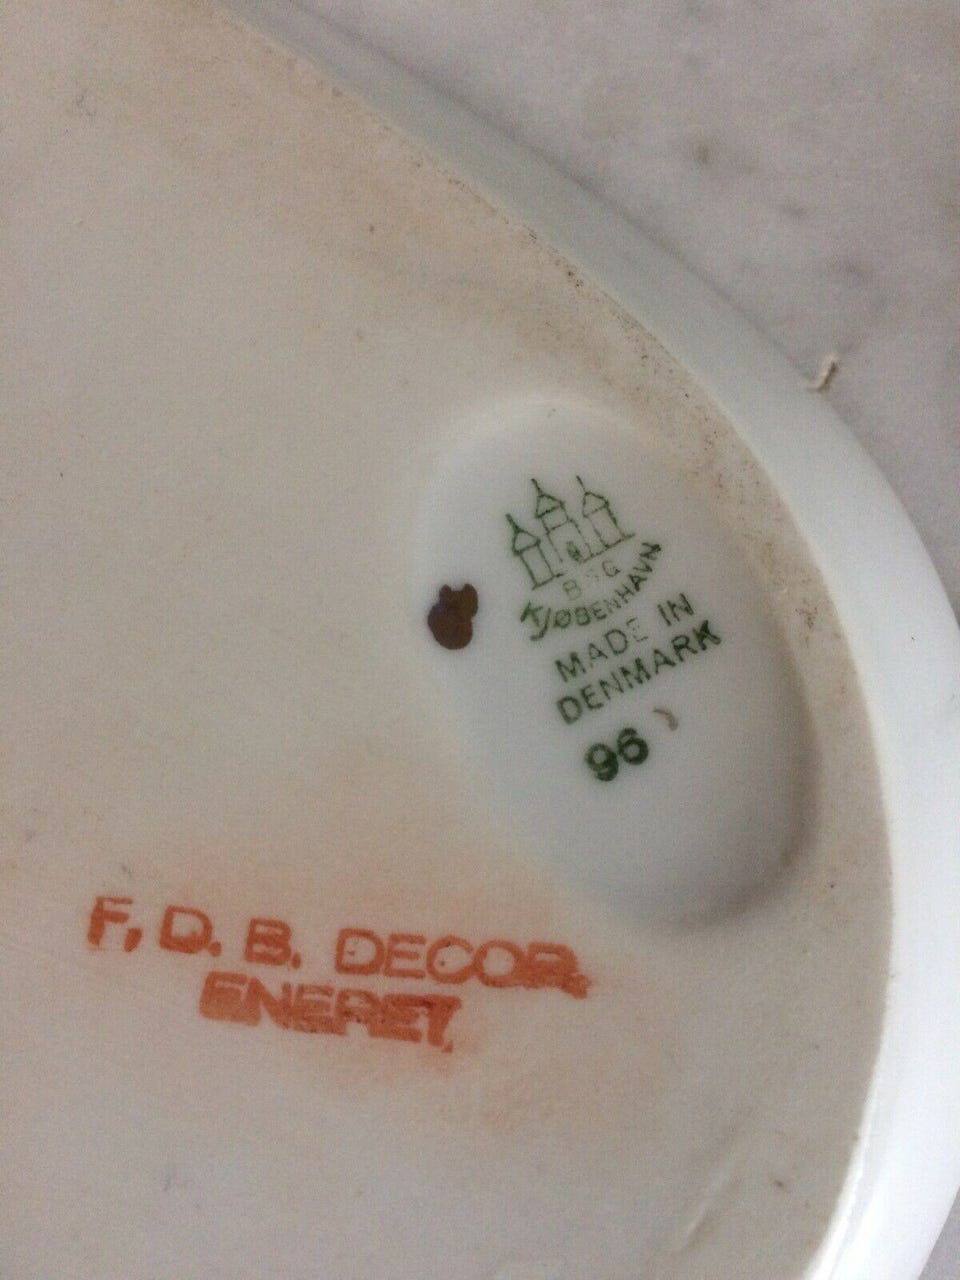 B&G
KJØBENHAVN
MADE IN
DENMARK
96
F. D. B. DECOR.
ENERET.